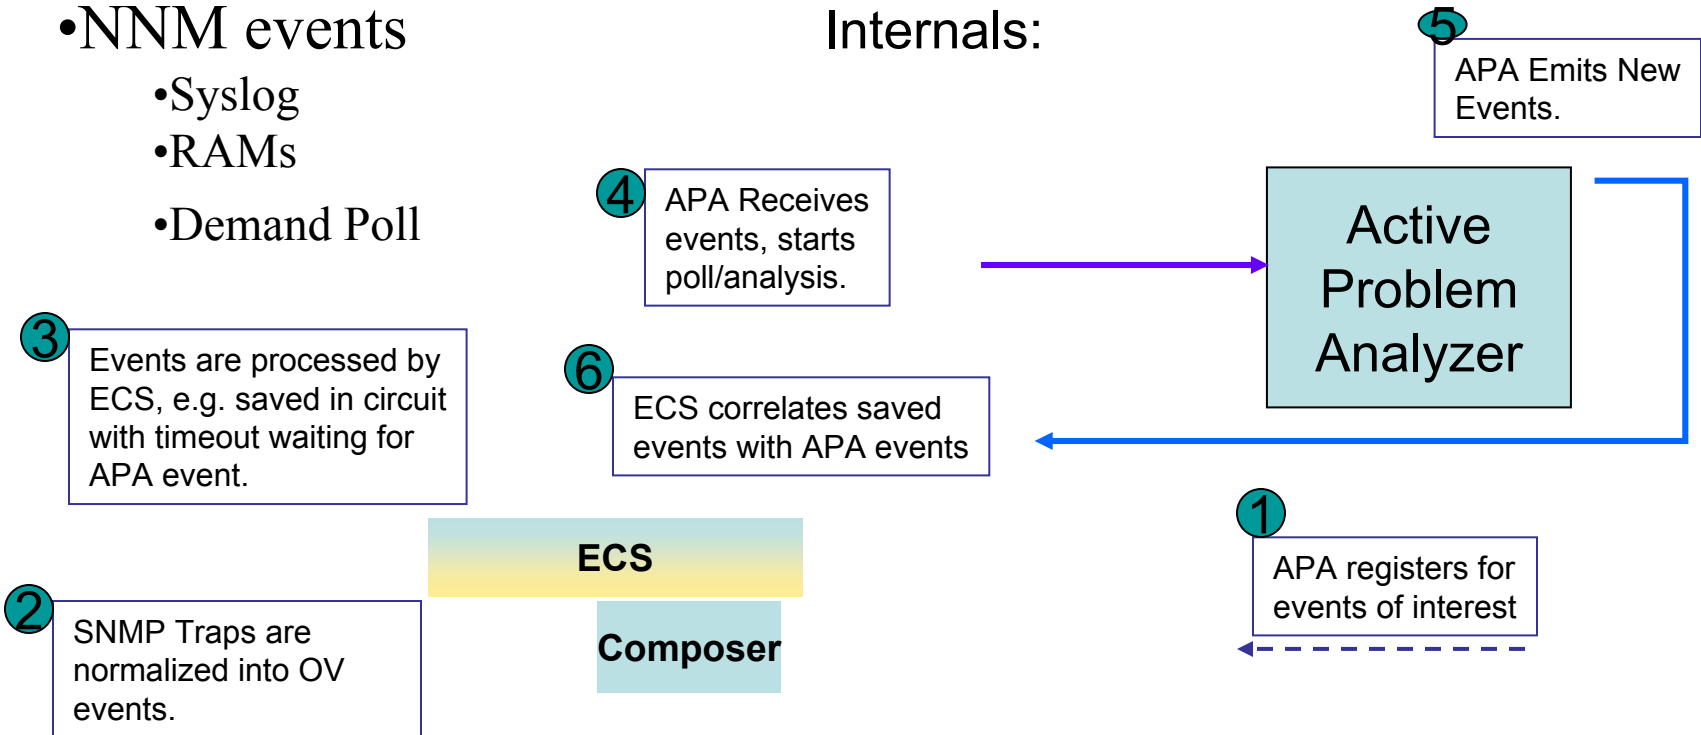 •NNM events
•Syslog
•RAMs
•Demand Poll
Internals:
5
APA Emits New
Events.
4
APA Receives
events, starts
poll/analysis.
Active
Problem
Analyzer
3
Events are processed by
ECS, e.g. saved in circuit
with timeout waiting for
APA event.
6
ECS correlates saved
events with APA events
1
APA registers for
events of interest
ECS
Composer
2
SNMP Traps are
normalized into OV
events.